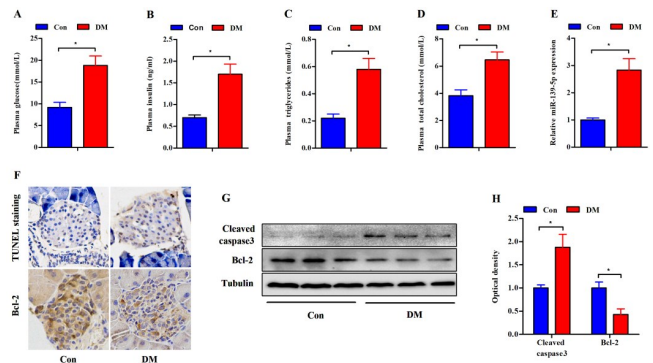 A
Con DM
Plasma glucose(mmol/L)
25
20
15
10
5
0
*
B
Con DM
Plasma insulin (ng/ml)
2.5
2.0
1.5
1.0
0.5
0.0
*
C
Con DM
Plasma triglycerides (mmol/L)
0.8
0.6
0.4
0.2
0.0
*
D
Con DM
Plasma total cholesterol (mmol/L)
10
8
6
4
2
0
*
E
Con DM
Relative miR-139-5p expression
4
3
2
1
0
*
F
TUNEL staining
Bcl-2
Con DM
G
Cleaved
caspase3
Bcl-2
Tubulin
Con DM
H
Con DM
Optical density
2.5
2.0
1.5
1.0
0.5
0.0
*
*
Cleaved
caspase3
Bcl-2